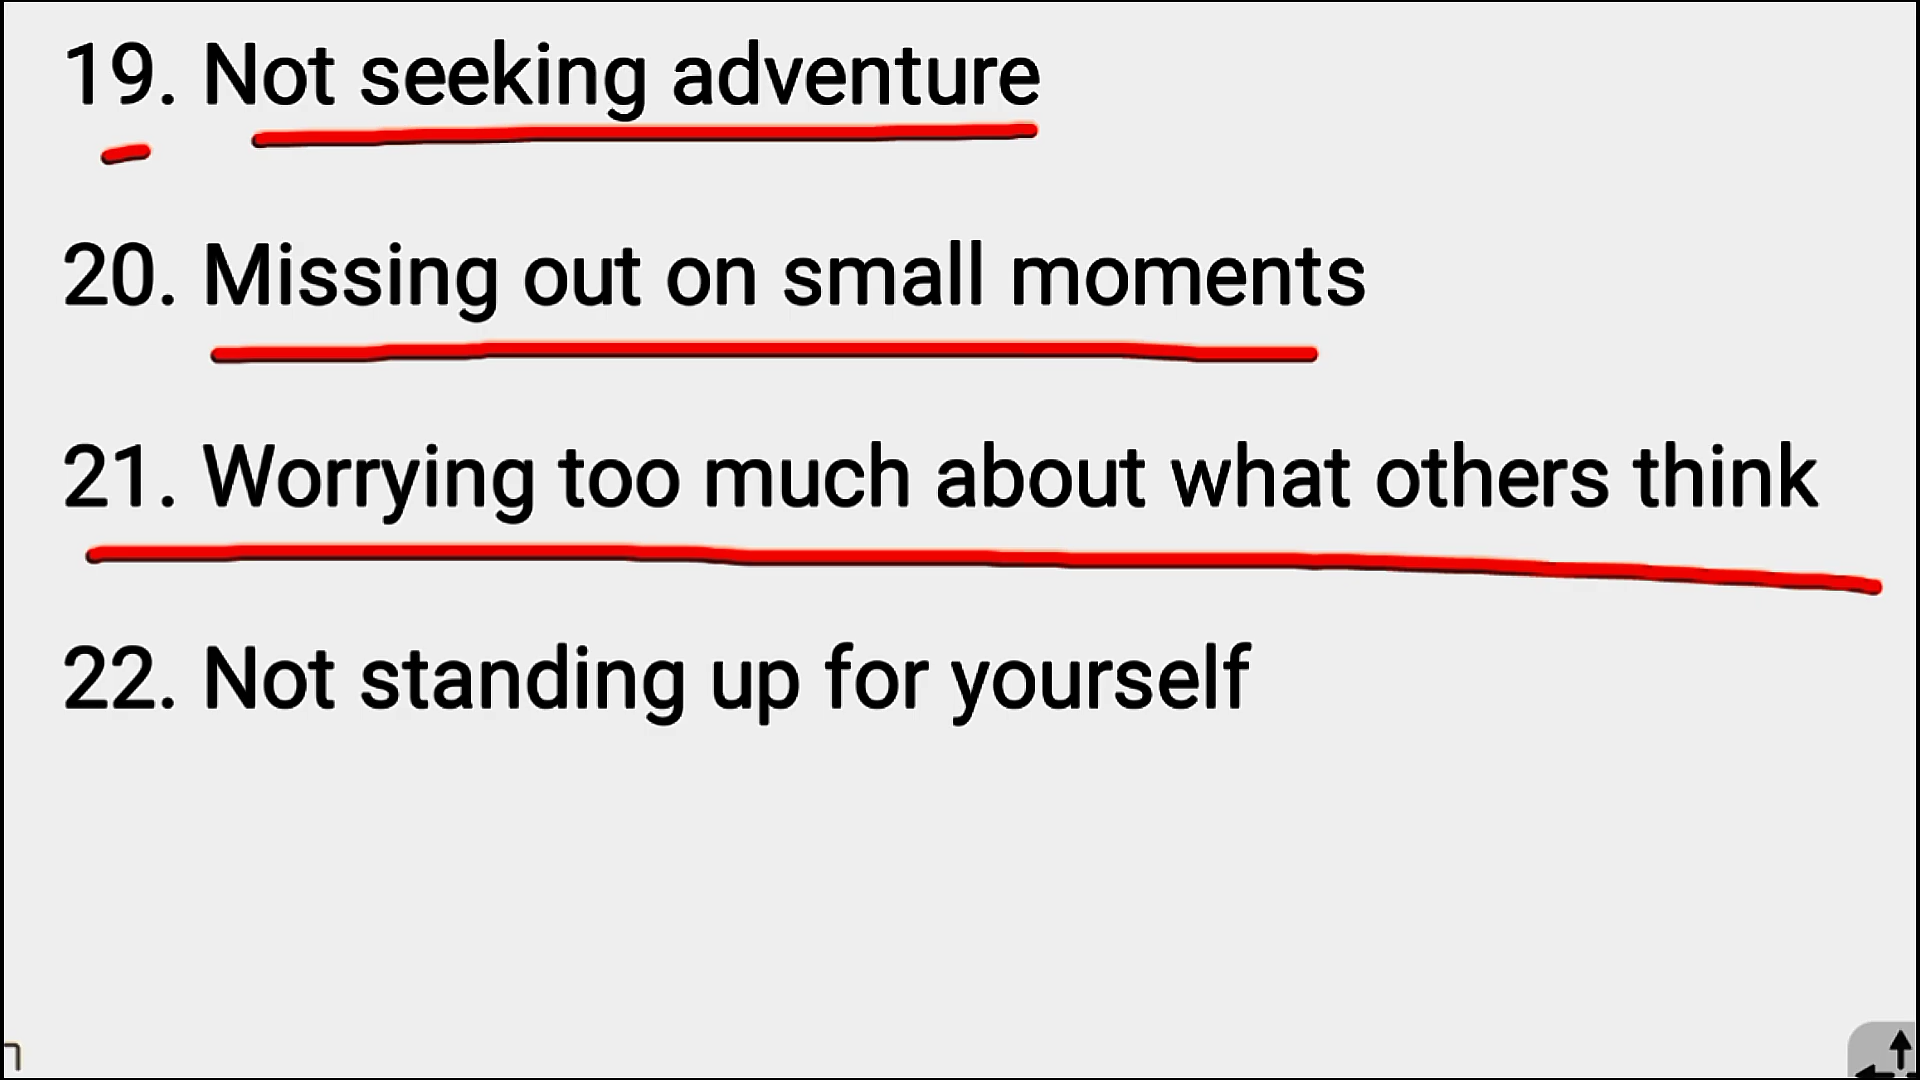 19. Not seeking adventure
20. Missing out on small moments
21. Worrying too much about what others think
22. Not standing up for yourself